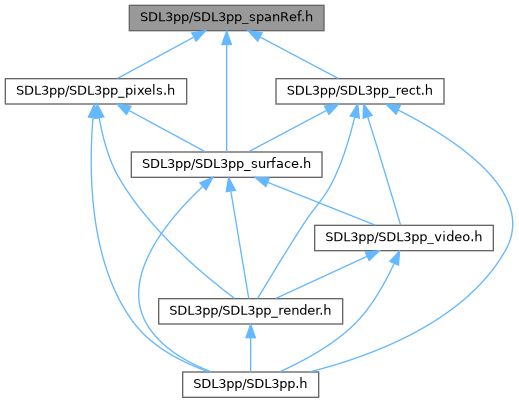 SDL3pp/SDL3pp_spanRef.h
SDL3pp/SDL3pp_pixels.h
SDL3pp/SDL3pp_rect.h
SDL3pp/SDL3pp_surface.h
SDL3pp/SDL3pp_video.h
SDL3pp/SDL3pp_render.h
SDL3pp/SDL3pp.h